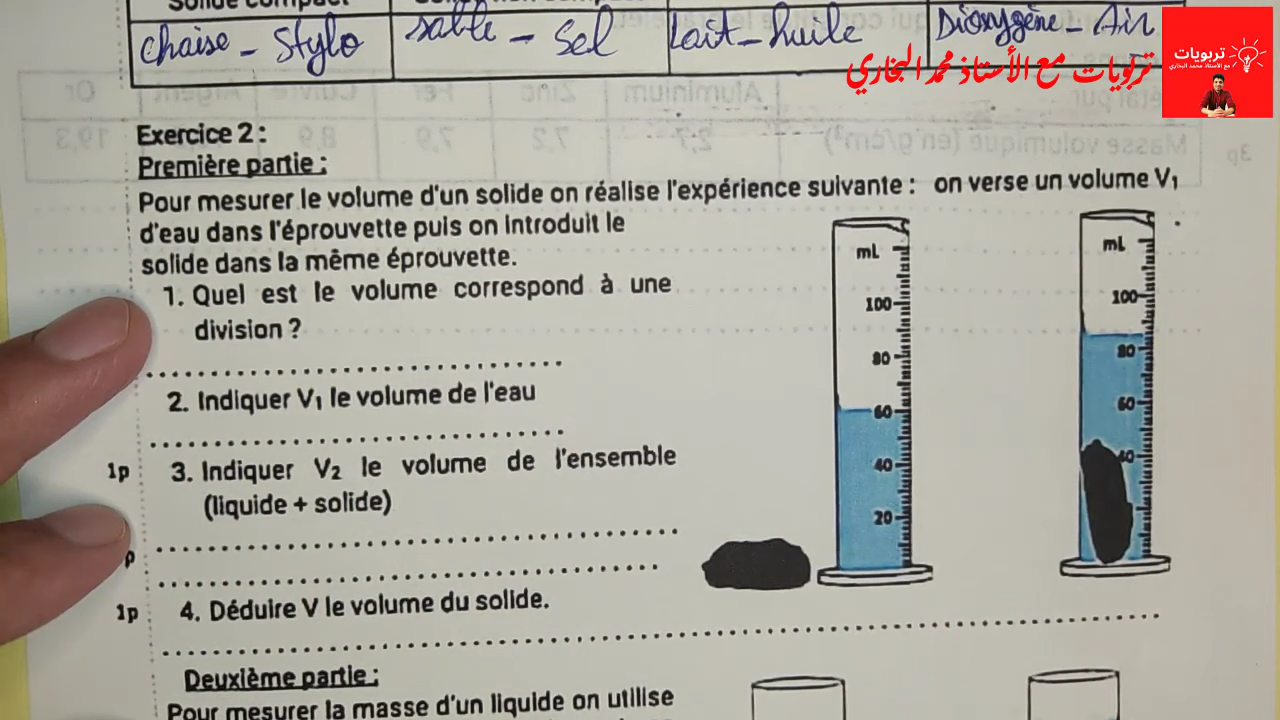 Solide compact
chaise - Stylo
sable - Sel
Lait - huile
Dioxygène - Air
تربويات
مع الأستاذ محمد البخاري
تربويات مع الأستاذ محمد البخاري
état pur
Aluminium
Zinc
Fer
Cuivre
Argent
Or
Masse volumique (en g/cm³)
2,7
7,2
7,9
8,9
19,3
3p
Exercice 2 :
Première partie :
Pour mesurer le volume d'un solide on réalise l'expérience suivante : on verse un volume V₁
d'eau dans l'éprouvette puis on introduit le
solide dans la même éprouvette.
1. Quel est le volume correspond à une
division ?
2. Indiquer V₁ le volume de l'eau
1p
3. Indiquer V₂ le volume de l'ensemble
(liquide + solide)
p
1p
4. Déduire V le volume du solide.
mL
100
80
60
40
20
mL
100
80
60
40
Deuxième partie :
Pour mesurer la masse d'un liquide on utilise